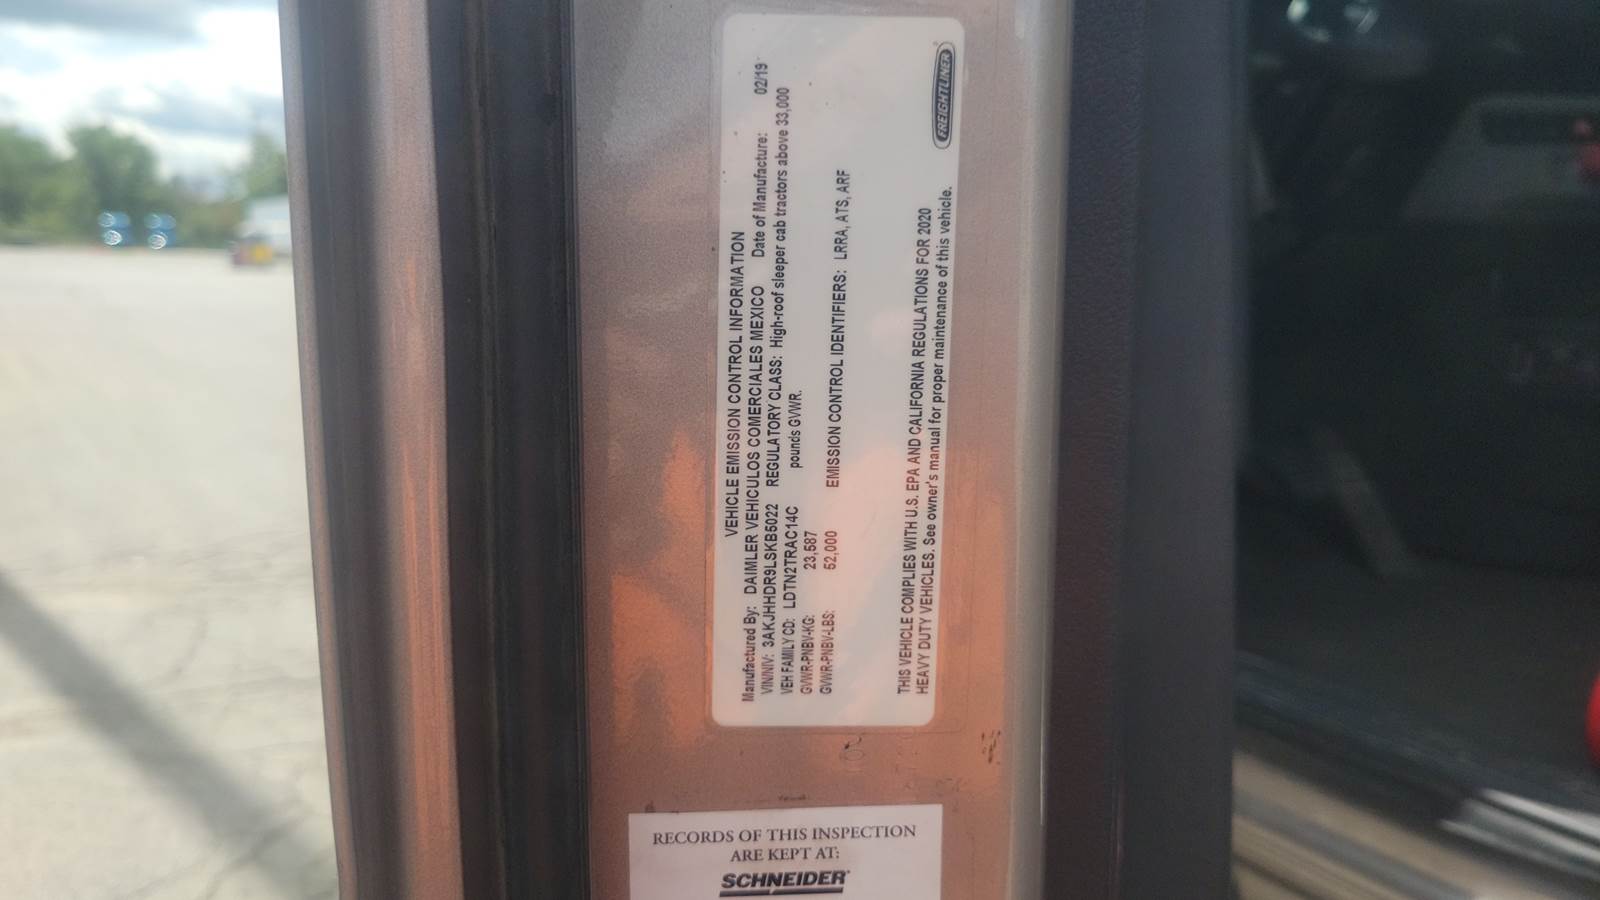 VEHICLE EMISSION CONTROL INFORMATION
Manufactured By: DAIMLER VEHICULOS COMERCIALES MEXICO Date of Manufacture: 02/19
VIN/NIV: 3AKJHHDR9LSKB5022 REGULATORY CLASS: High-roof sleeper cab tractors above 33,000
VEH FAMILY CD: LDTN2TRAC14C pounds GVWR.
GVWR-PNBV-KG: 23,587
GVWR-PNBV-LBS: 52,000 EMISSION CONTROL IDENTIFIERS: LRRA, ATS, ARF
THIS VEHICLE COMPLIES WITH U.S. EPA AND CALIFORNIA REGULATIONS FOR 2020
HEAVY DUTY VEHICLES. See owner's manual for proper maintenance of this vehicle.
FREIGHTLINER
RECORDS OF THIS INSPECTION
ARE KEPT AT:
SCHNEIDER